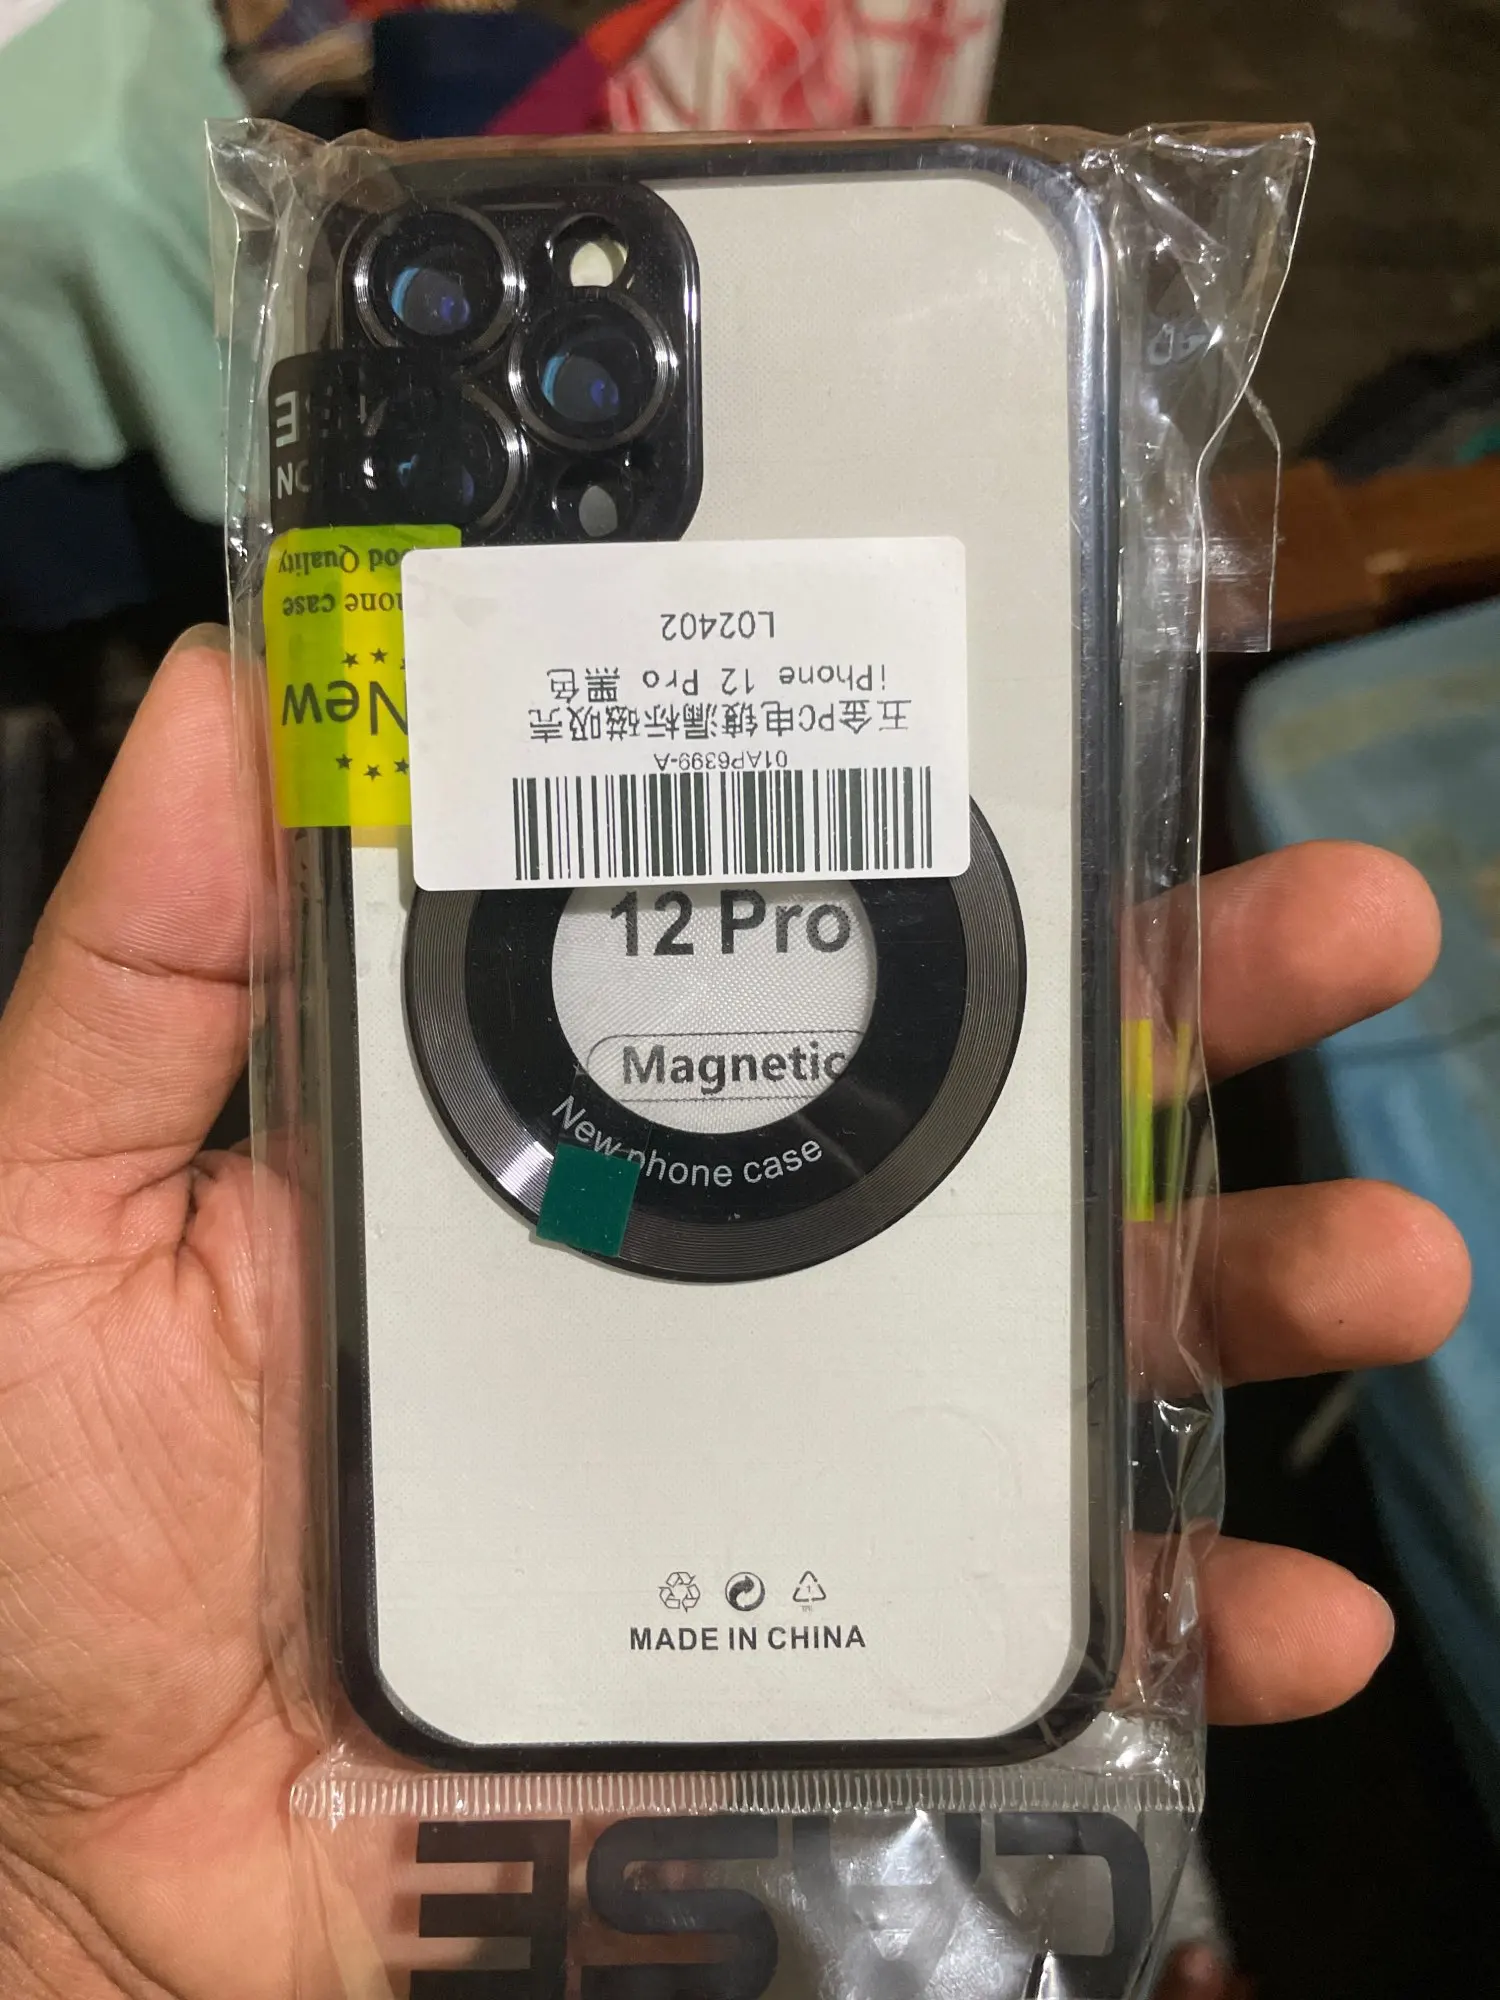 Good Quality
Phone case
New
L02402
iPhone 12 Pro 黑色
五金PC电镀漏标磁吸壳
01AP6399-A
12 Pro
Magnetic
New phone case
1
MADE IN CHINA
CASE